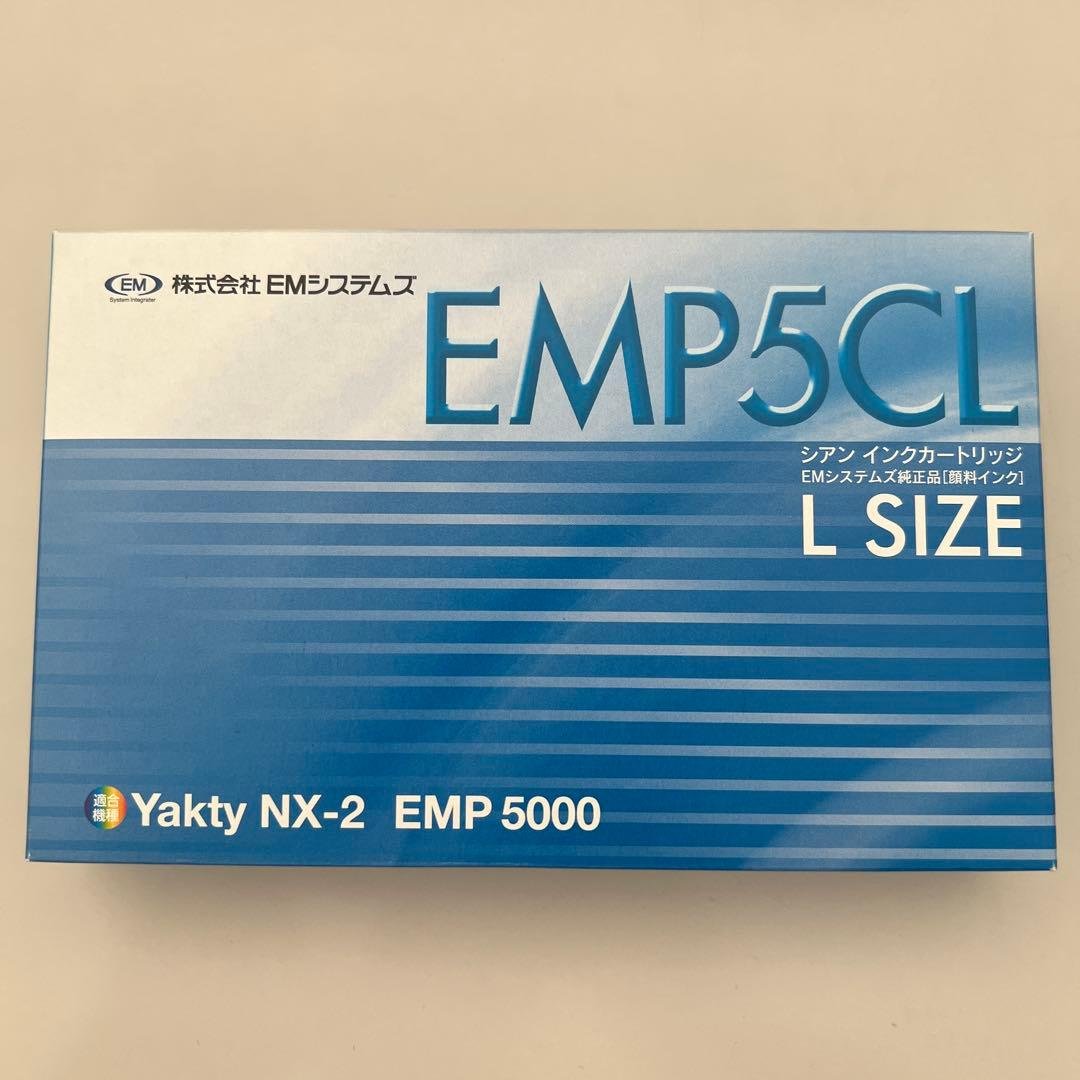 EM
System Integrater
株式会社 EMシステムズ
EMP5CL
シアン インクカートリッジ
EMシステムズ純正品[顔料インク]
L SIZE
適合
機種
Yakty NX-2 EMP 5000